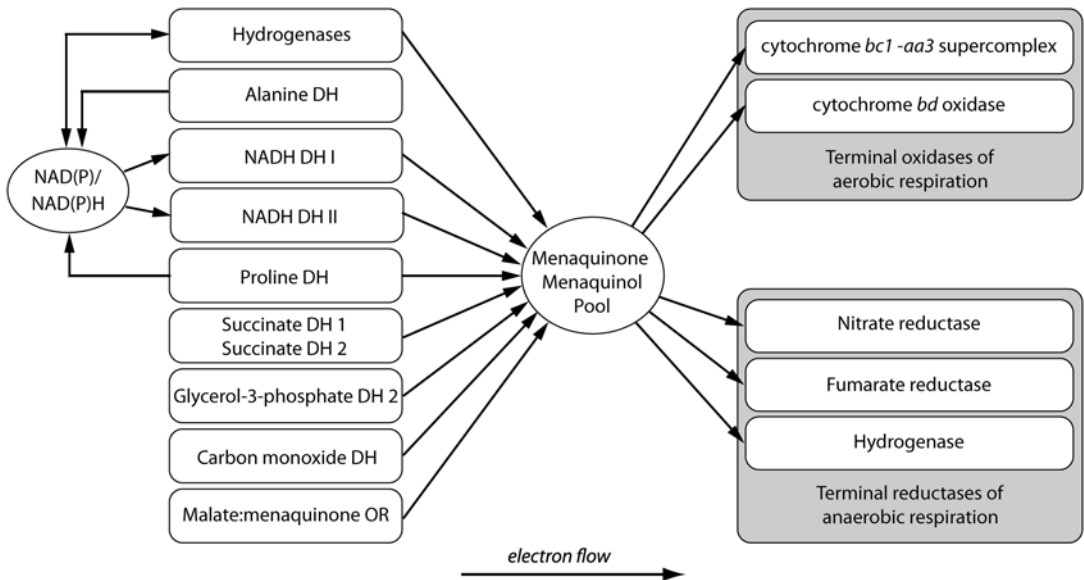 Hydrogenases
Alanine DH
NADH DH I
NADH DH II
Proline DH
Succinate DH 1
Succinate DH 2
Glycerol-3-phosphate DH 2
Carbon monoxide DH
Malate:menaquinone OR
NAD(P)/
NAD(P)H
Menaquinone
Menaquinol
Pool
cytochrome bc1 -aa3 supercomplex
cytochrome bd oxidase
Terminal oxidases of
aerobic respiration
Nitrate reductase
Fumarate reductase
Hydrogenase
Terminal reductases of
anaerobic respiration
electron flow